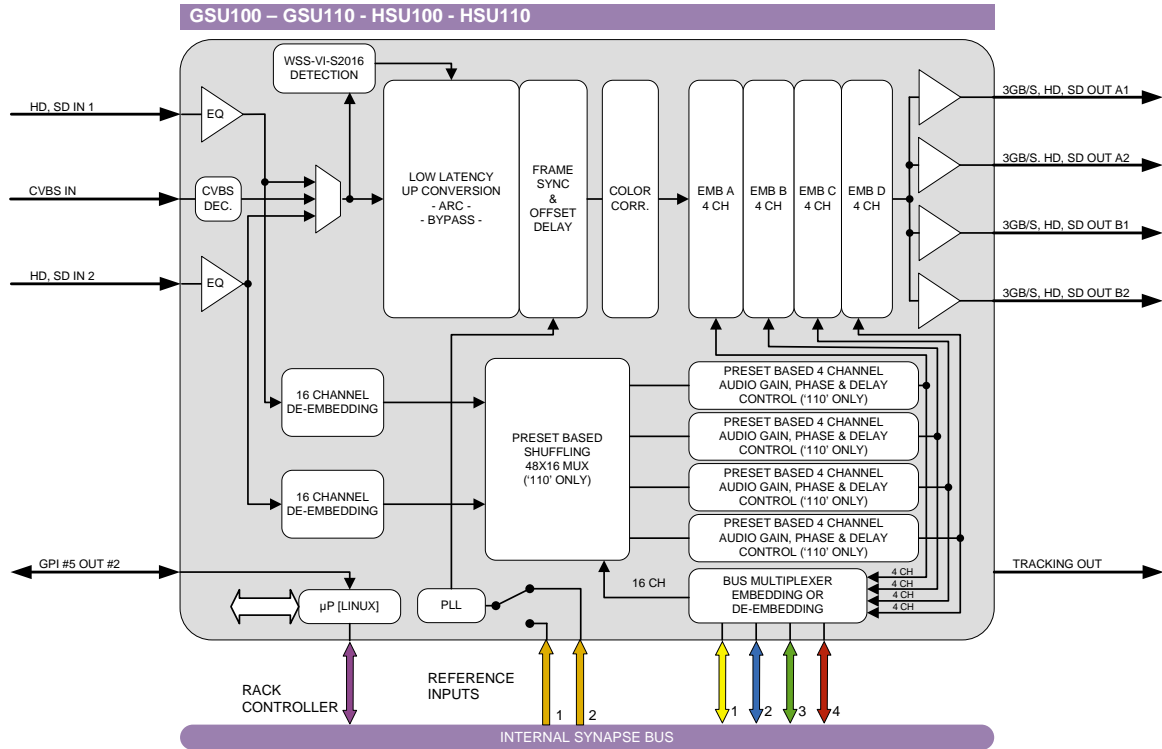 GSU100 – GSU110 - HSU100 - HSU110
WSS-VI-S2016
DETECTION
HD, SD IN 1
EQ
CVBS IN
CVBS
DEC.
HD, SD IN 2
EQ
LOW LATENCY
UP CONVERSION
- ARC -
- BYPASS -
FRAME
SYNC
&
OFFSET
DELAY
COLOR
CORR.
EMB A
4 CH
EMB B
4 CH
EMB C
4 CH
EMB D
4 CH
3GB/S, HD, SD OUT A1
3GB/S. HD, SD OUT A2
3GB/S, HD, SD OUT B1
3GB/S, HD, SD OUT B2
16 CHANNEL
DE-EMBEDDING
16 CHANNEL
DE-EMBEDDING
PRESET BASED
SHUFFLING
48X16 MUX
(‘110’ ONLY)
PRESET BASED 4 CHANNEL
AUDIO GAIN, PHASE & DELAY
CONTROL (‘110’ ONLY)
PRESET BASED 4 CHANNEL
AUDIO GAIN, PHASE & DELAY
CONTROL (‘110’ ONLY)
PRESET BASED 4 CHANNEL
AUDIO GAIN, PHASE & DELAY
CONTROL (‘110’ ONLY)
PRESET BASED 4 CHANNEL
AUDIO GAIN, PHASE & DELAY
CONTROL (‘110’ ONLY)
GPI #5 OUT #2
µP [LINUX]
PLL
16 CH
BUS MULTIPLEXER
EMBEDDING OR
DE-EMBEDDING
4 CH
4 CH
4 CH
4 CH
TRACKING OUT
RACK
CONTROLLER
REFERENCE
INPUTS
1
2
1
2
3
4
INTERNAL SYNAPSE BUS